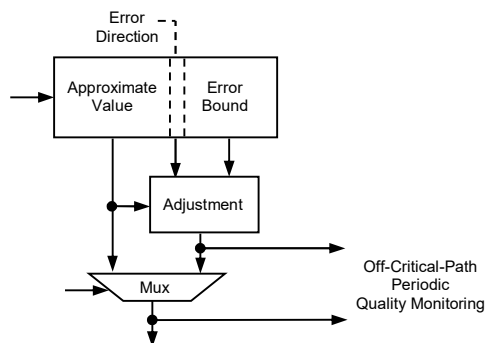 Error
Direction
Approximate
Value
Error
Bound
Adjustment
Mux
Off-Critical-Path
Periodic
Quality Monitoring